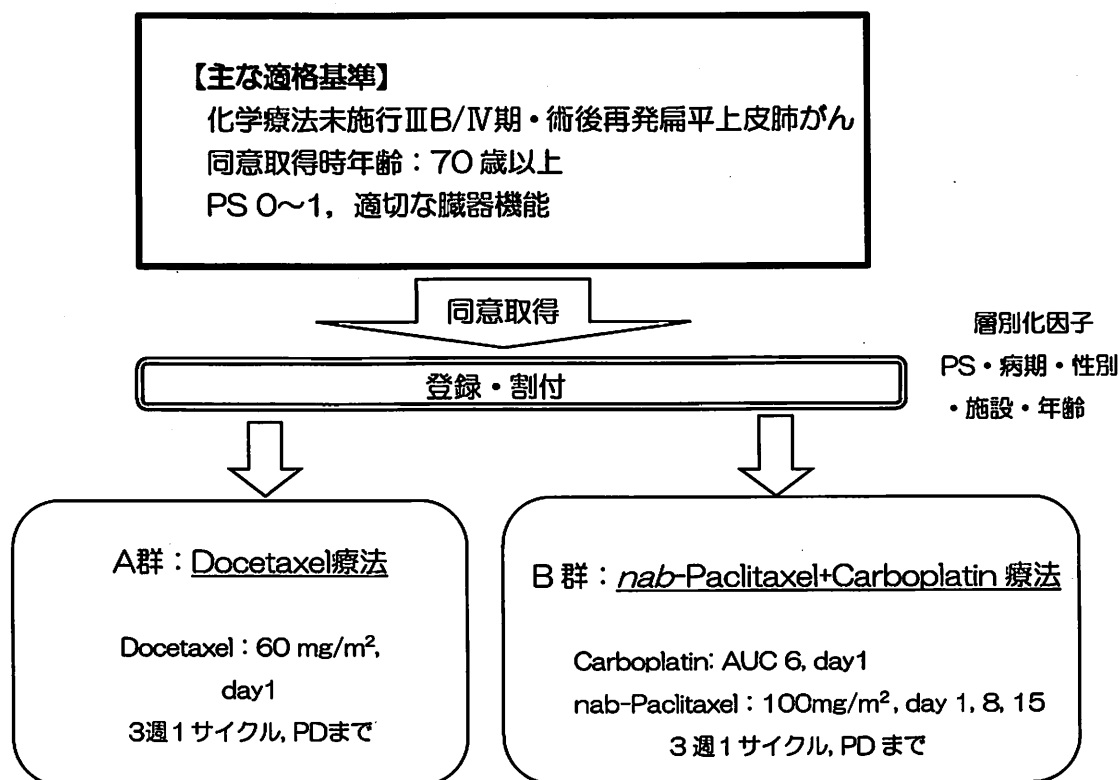 【主な適格基準】
化学療法未施行ⅢB/Ⅳ期・術後再発扁平上皮肺がん
同意取得時年齢：70 歳以上
PS 0～1，適切な臓器機能
同意取得
層別化因子
PS・病期・性別
・施設・年齢
登録・割付
A群：Docetaxel療法
Docetaxel：60 mg/m²,
day1
3週1サイクル, PDまで
B 群：nab-Paclitaxel+Carboplatin 療法
Carboplatin: AUC 6, day1
nab-Paclitaxel：100mg/m², day 1, 8, 15
3 週 1 サイクル, PD まで